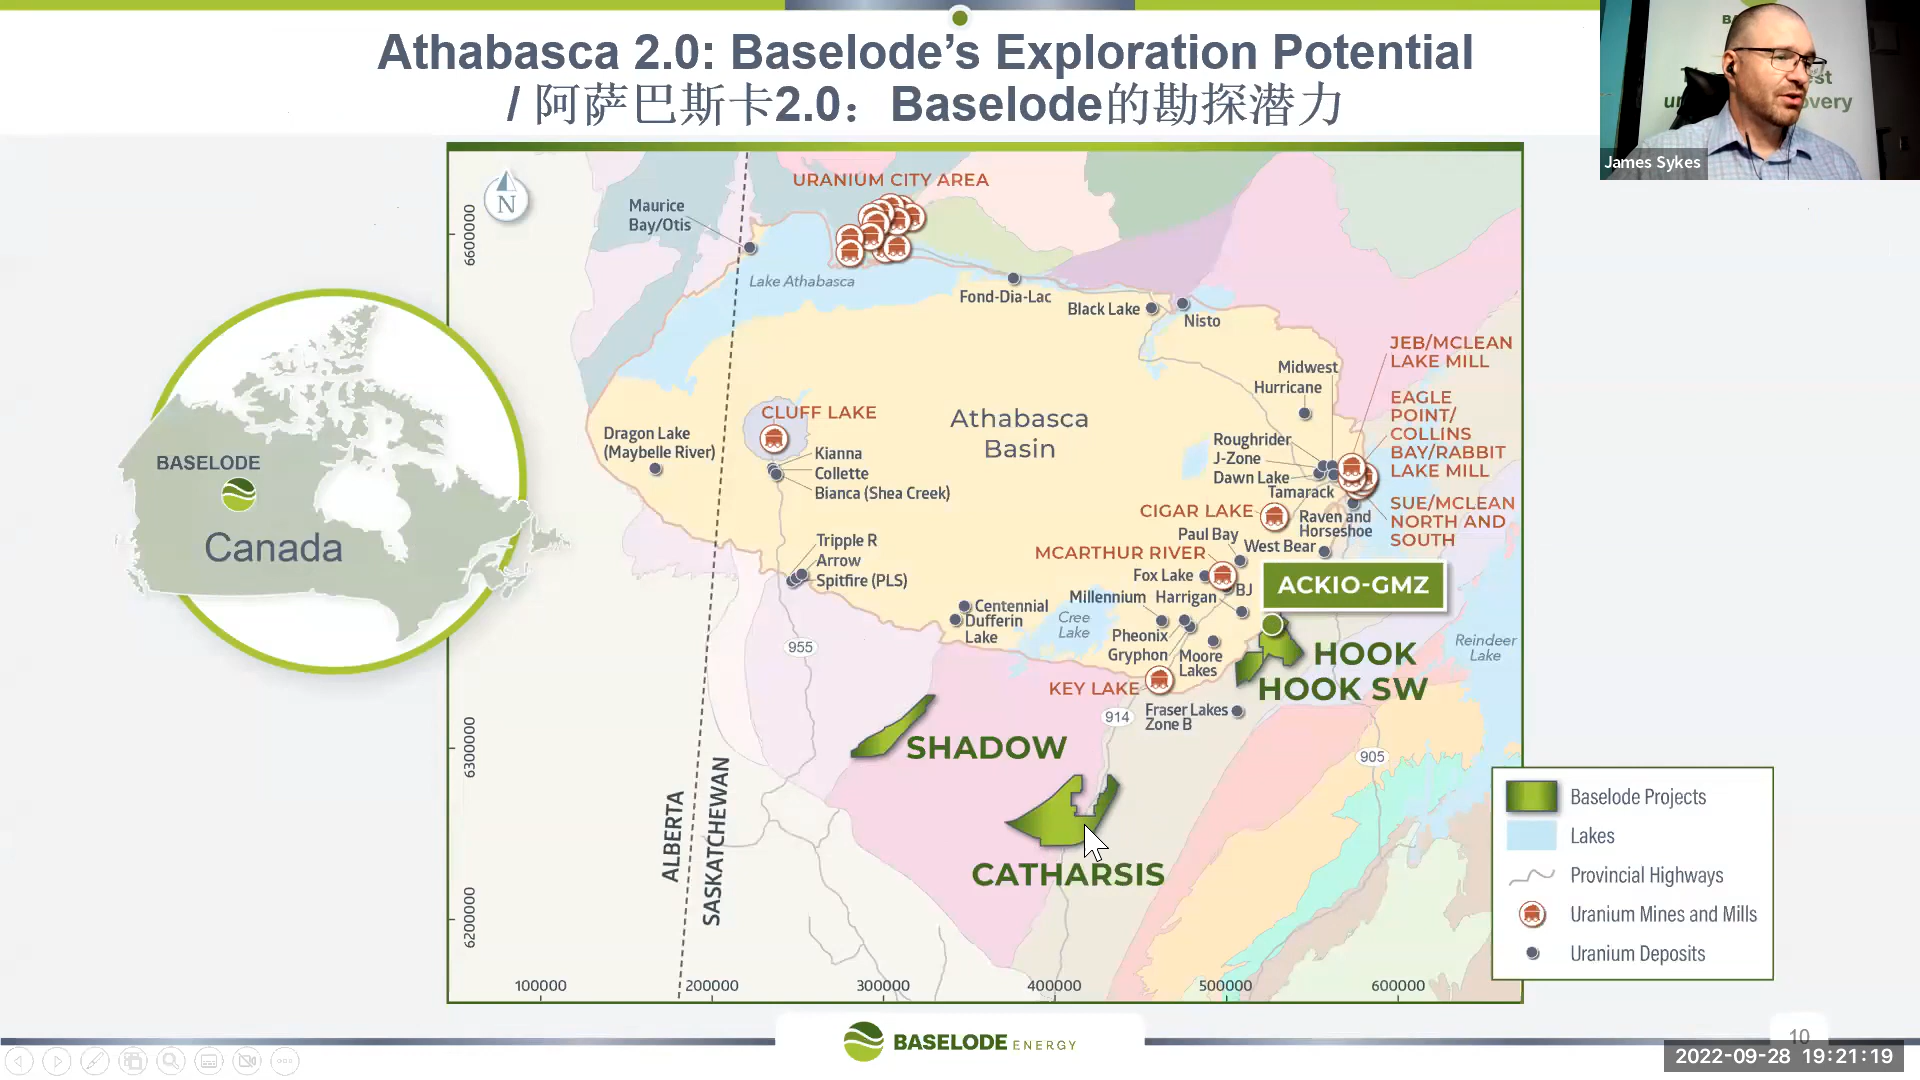 Athabasca 2.0: Baselode’s Exploration Potential
/ 阿萨巴斯卡2.0：Baselode的勘探潜力
James Sykes
N
URANIUM CITY AREA
Maurice
Bay/Otis
Lake Athabasca
Fond-Dia-Lac
Black Lake
Nisto
JEB/MCLEAN
LAKE MILL
Midwest
Hurricane
EAGLE
POINT/
COLLINS
BAY/RABBIT
LAKE MILL
CLUFF LAKE
Athabasca
Basin
Dragon Lake
(Maybelle River)
Kianna
Collette
Bianca (Shea Creek)
Roughrider
J-Zone
Dawn Lake
Tamarack
SUE/MCLEAN
NORTH AND
SOUTH
CIGAR LAKE
Raven and
Horseshoe
Paul Bay
West Bear
MCARTHUR RIVER
Tripple R
Arrow
Spitfire (PLS)
Fox Lake
BJ
ACKIO-GMZ
Millennium
Harrigan
Centennial
Dufferin
Lake
Cree
Lake
Pheonix
Gryphon
Moore
Lakes
HOOK
HOOK SW
Reindeer
Lake
KEY LAKE
Fraser Lakes
Zone B
955
914
905
SHADOW
CATHARSIS
ALBERTA
SASKATCHEWAN
6600000
6300000
6200000
100000
200000
300000
400000
500000
600000
BASELODE
Canada
Baselode Projects
Lakes
Provincial Highways
Uranium Mines and Mills
Uranium Deposits
BASELODE ENERGY
10
2022-09-28 19:21:19